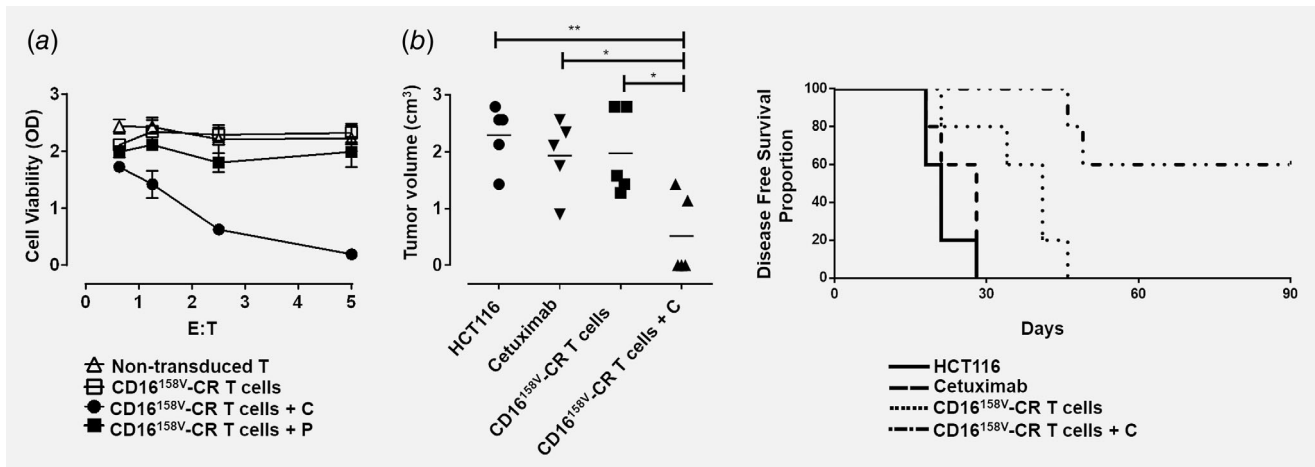 (a)
Cell Viability (OD)
3
2
1
0
0 1 2 3 4 5
E:T
Non-transduced T
CD16¹⁵⁸ⱽ-CR T cells
CD16¹⁵⁸ⱽ-CR T cells + C
CD16¹⁵⁸ⱽ-CR T cells + P
(b)
**
*
*
Tumor volume (cm³)
3
2
1
0
HCT116
Cetuximab
CD16¹⁵⁸ⱽ-CR T cells
CD16¹⁵⁸ⱽ-CR T cells + C
Disease Free Survival
Proportion
100
80
60
40
20
0
0 30 60 90
Days
HCT116
Cetuximab
CD16¹⁵⁸ⱽ-CR T cells
CD16¹⁵⁸ⱽ-CR T cells + C